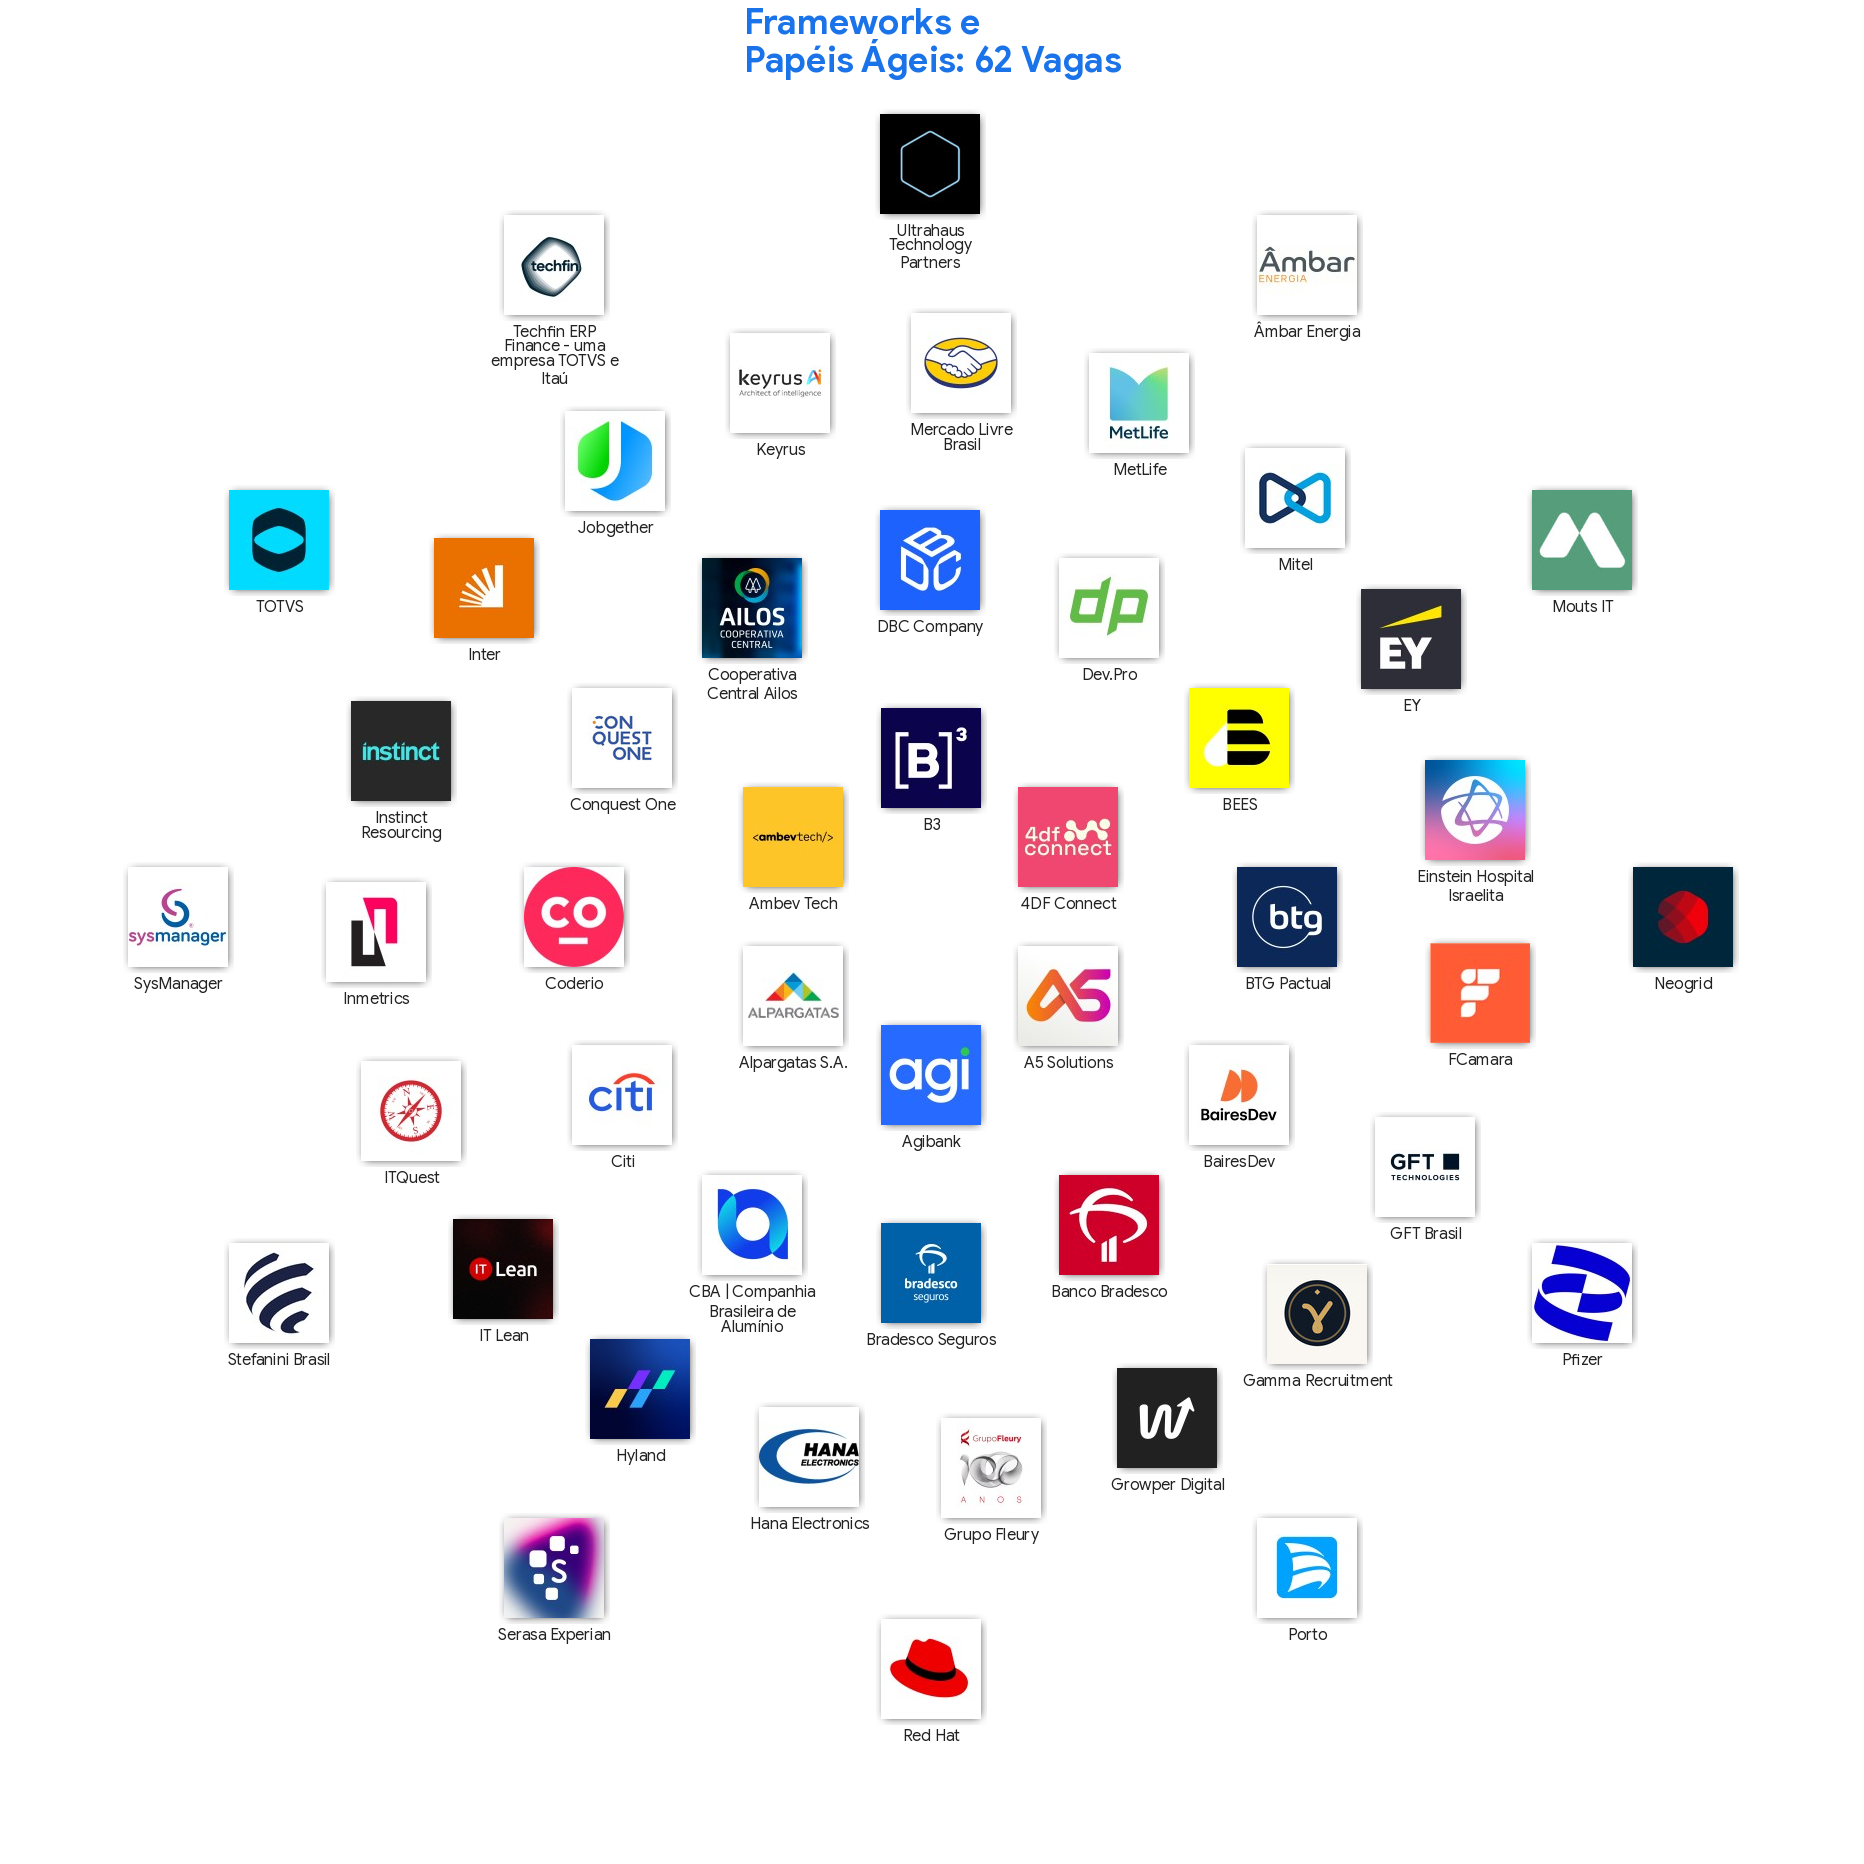 Frameworks e
Papéis Ágeis: 62 Vagas
Ultrahaus
Technology
Partners
techfin
Techfin ERP
Finance - uma
empresa TOTVS e
Itaú
Âmbar
ENERGIA
Âmbar Energia
keyrus Ai
Architect of Intelligence
Keyrus
Mercado Livre
Brasil
MetLife
MetLife
Jobgether
Mitel
TOTVS
Inter
AILOS
COOPERATIVA
CENTRAL
Cooperativa
Central Ailos
DBC
DBC Company
dp
Dev.Pro
EY
EY
Mouts IT
instinct
Instinct
Resourcing
CON
QUEST
ONE
Conquest One
[B]³
B3
BEES
Einstein Hospital
Israelita
<ambevtech/>
Ambev Tech
4df
connect
4DF Connect
sysmanager
SysManager
Inmetrics
co
Coderio
btg
BTG Pactual
Neogrid
ALPARGATAS
Alpargatas S.A.
A5
A5 Solutions
FCamara
agi
Agibank
N
E
S
W
ITQuest
citi
Citi
BairesDev
BairesDev
GFT
TECHNOLOGIES
GFT Brasil
Stefanini Brasil
IT Lean
IT Lean
CBA | Companhia
Brasileira de
Alumínio
bradesco
seguros
Bradesco Seguros
Banco Bradesco
Gamma Recruitment
Pfizer
Hyland
HANA
ELECTRONICS
Hana Electronics
GrupoFleury
100
ANOS
Grupo Fleury
W
Growper Digital
S
Serasa Experian
Porto
Red Hat